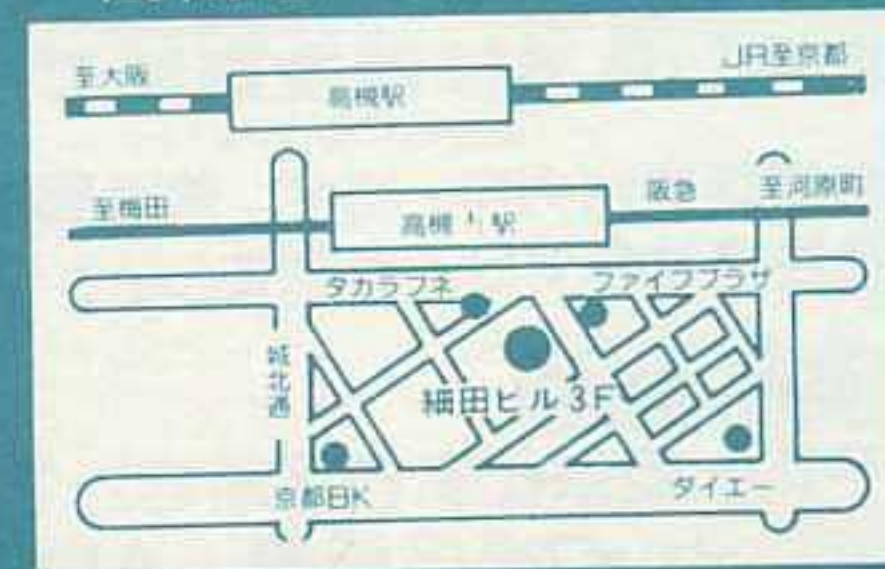 至大阪
JR至京都
高槻駅
至梅田
阪急
至河原町
高槻市駅
タカラブネ
ファイブプラザ
城北通
細田ビル3F
京都BK
ダイエー